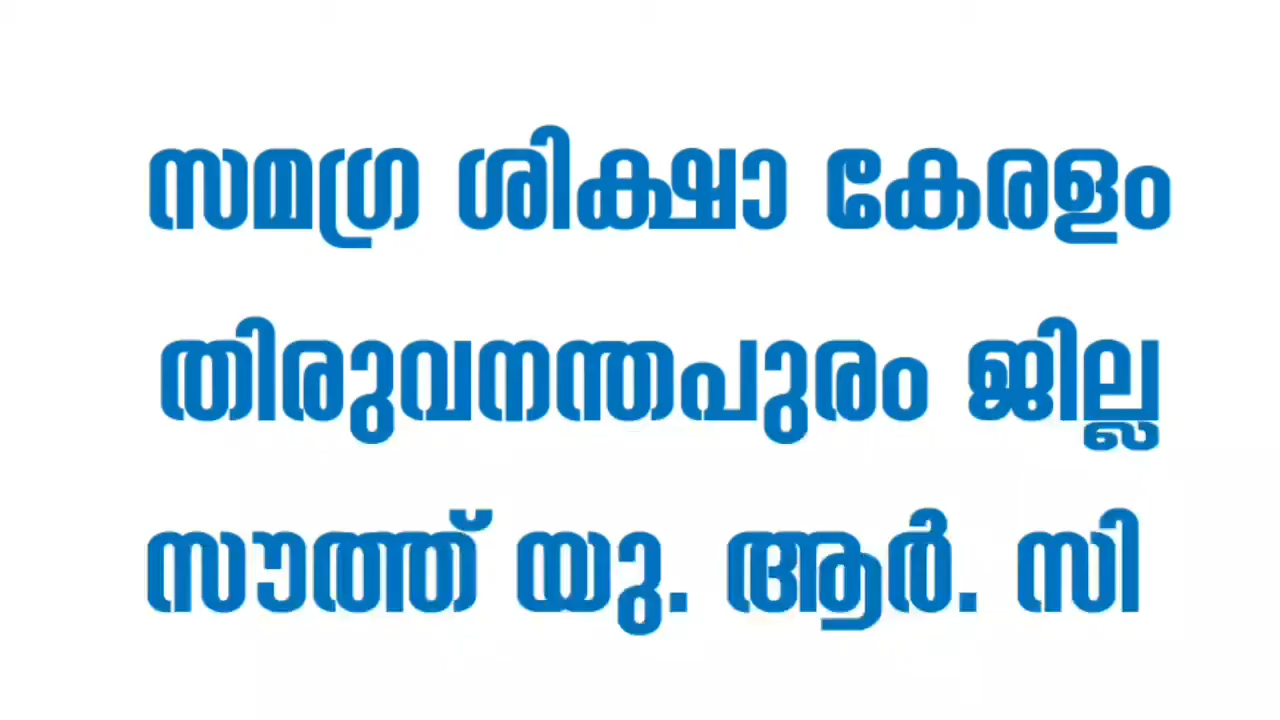 സമഗ്ര ശിക്ഷാ കേരളം
തിരുവനന്തപുരം ജില്ല
സൗത്ത് യു. ആർ. സി